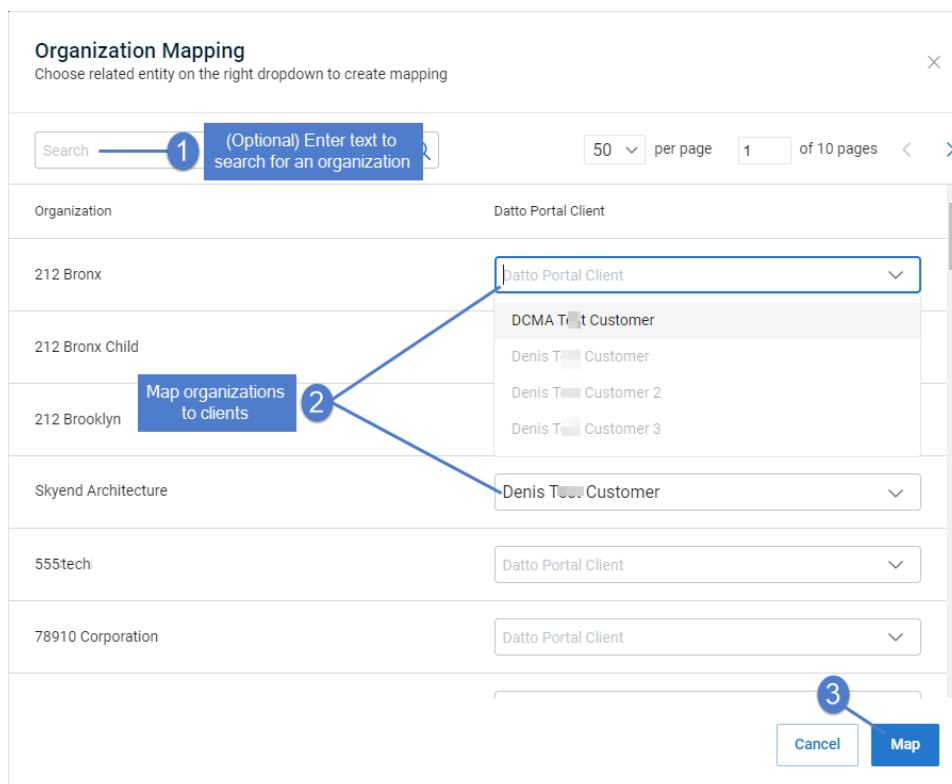 Organization Mapping
Choose related entity on the right dropdown to create mapping
Search
1
(Optional) Enter text to
search for an organization
50 per page 1 of 10 pages
Organization Datto Portal Client
212 Bronx Datto Portal Client
DCMA Customer
212 Bronx Child Denis Customer
Map organizations
to clients
2
Denis Customer 2
212 Brooklyn Denis Customer 3
Skyend Architecture Denis Customer
555tech Datto Portal Client
78910 Corporation Datto Portal Client
3
Cancel Map